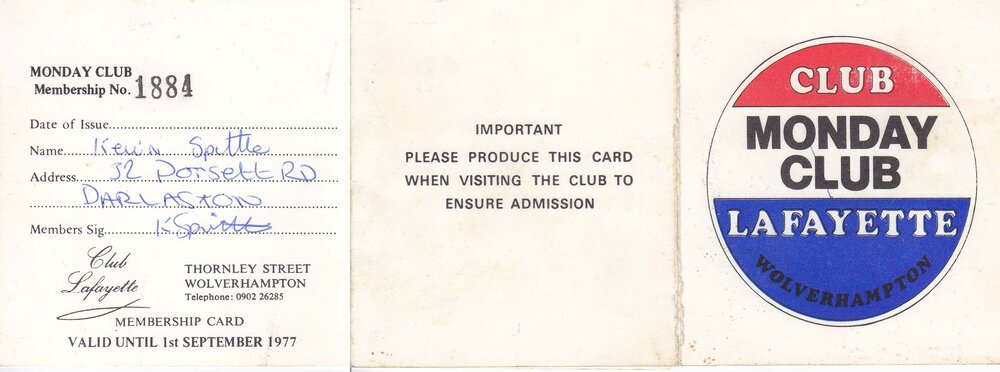 MONDAY CLUB
Membership No. 1884
Date of Issue
Name Kevin Spittle
Address 32 Dorsett RD
DARLASTON
Members Sig. K Spittle
Club
Lafayette
THORNLEY STREET
WOLVERHAMPTON
Telephone: 0902 26285
MEMBERSHIP CARD
VALID UNTIL 1st SEPTEMBER 1977
IMPORTANT
PLEASE PRODUCE THIS CARD
WHEN VISITING THE CLUB TO
ENSURE ADMISSION
CLUB
MONDAY
CLUB
LAFAYETTE
WOLVERHAMPTON